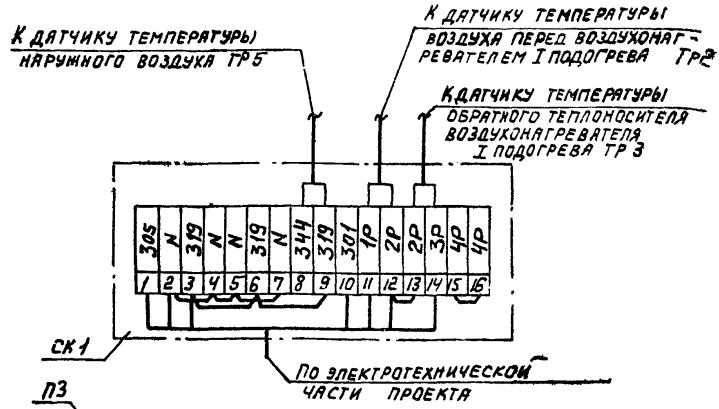 К ДАТЧИКУ ТЕМПЕРАТУРЫ
НАРУЖНОГО ВОЗДУХА ТР5
К ДАТЧИКУ ТЕМПЕРАТУРЫ
ВОЗДУХА ПЕРЕД ВОЗДУХОНАГ-
РЕВАТЕЛЕМ I ПОДОГРЕВА ТР2
К ДАТЧИКУ ТЕМПЕРАТУРЫ
ОБРАТНОГО ТЕПЛОНОСИТЕЛЯ
ВОЗДУХОНАГРЕВАТЕЛЯ
I ПОДОГРЕВА ТР3
305 N 319 N N 319 N 344 319 301 1Р 2Р 2Р 3Р 4Р 4Р
1 2 3 4 5 6 7 8 9 10 11 12 13 14 15 16
СК1
ПО ЭЛЕКТРОТЕХНИЧЕСКОЙ
ЧАСТИ ПРОЕКТА
П3